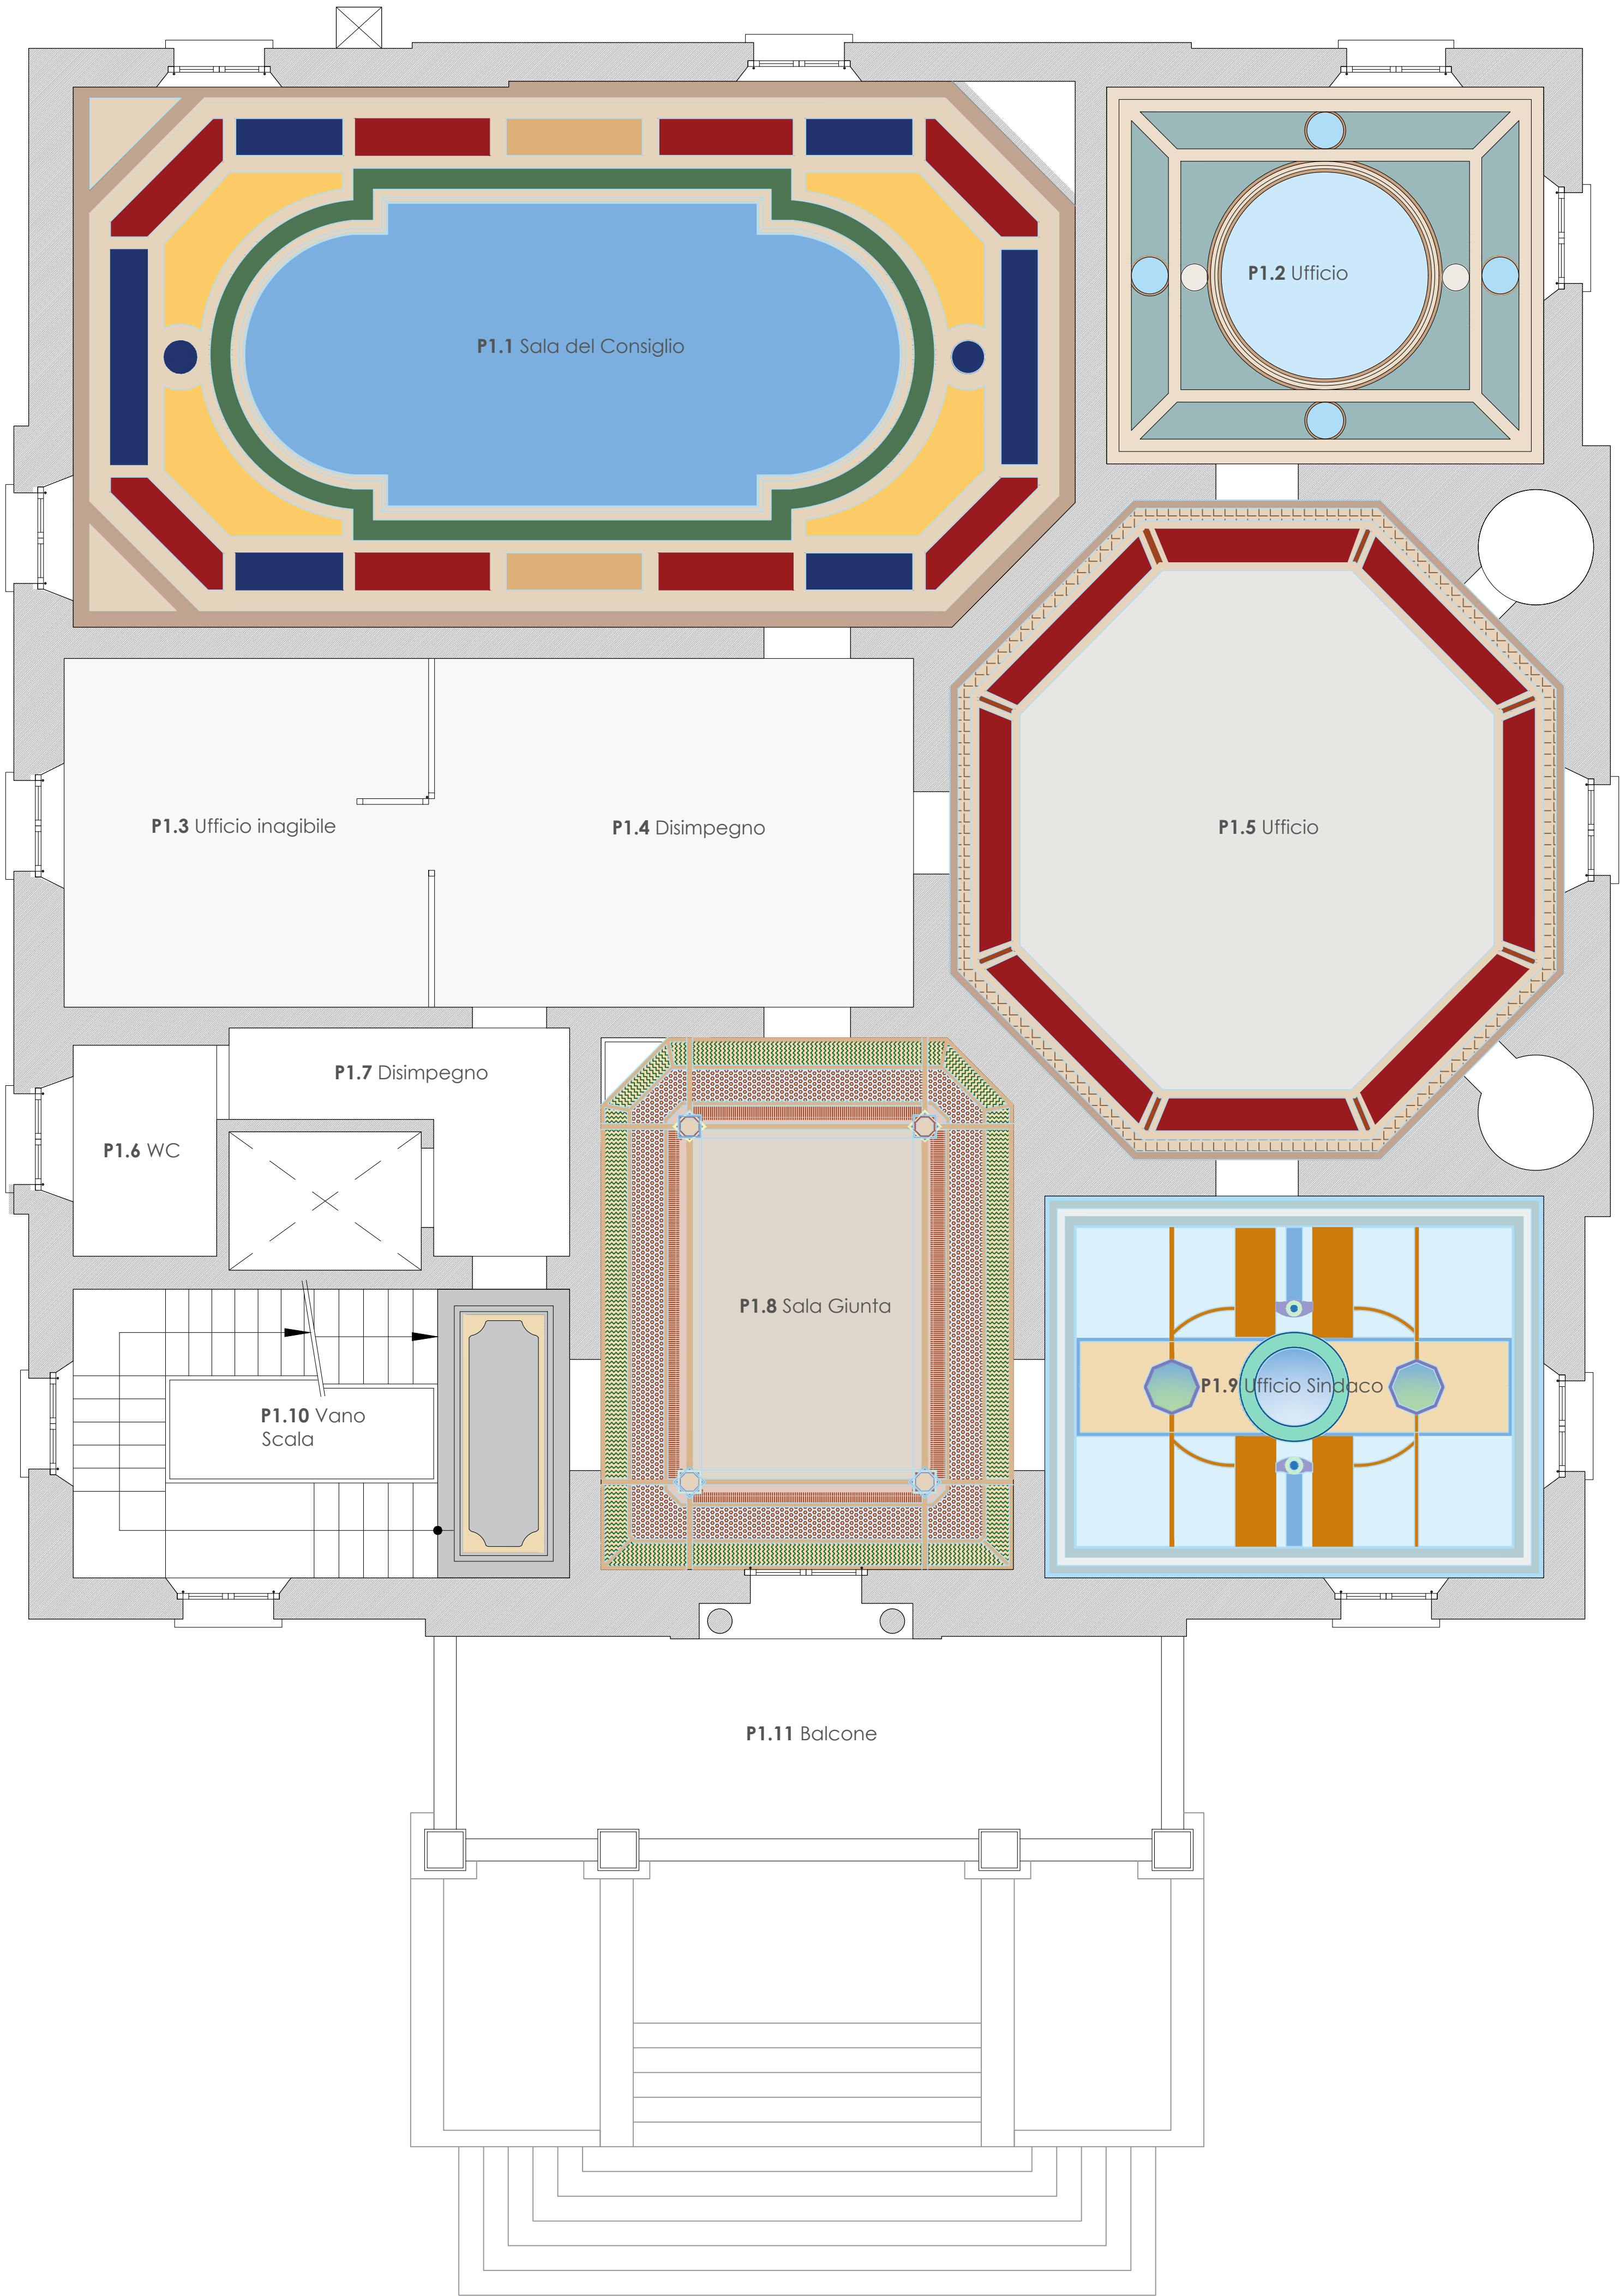 P1.2 Ufficio
P1.1 Sala del Consiglio
P1.3 Ufficio inagibile
P1.4 Disimpegno
P1.5 Ufficio
P1.7 Disimpegno
P1.6 WC
P1.8 Sala Giunta
P1.9 Ufficio Sindaco
P1.10 Vano
Scala
P1.11 Balcone